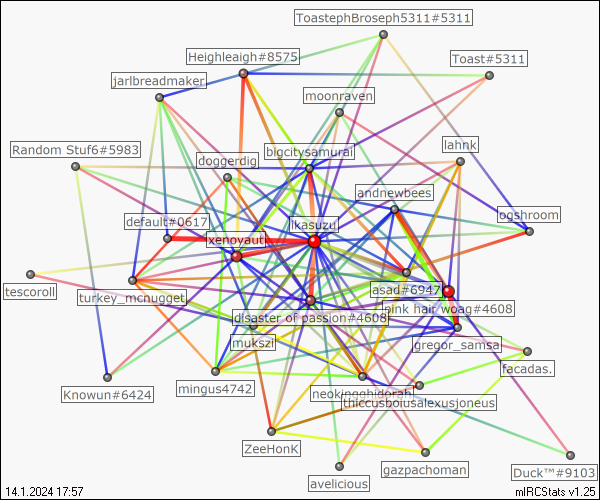 ToastephBroseph5311#5311
Heighleaigh#8575
Toast#5311
jarlbreadmaker
moonraven
Random Stuf6#5983
doggerdig
bigcitysamurai
lahnk
andnewbees
default#0617
ikasuzu
ogshroom
xenoyauti
tescoroll
turkey_mcnugget
asad#6947
disaster of passion#4608
pink hair woag#4608
mukszi
gregor_samsa_
facadas.
Knowun#6424
mingus4742
neokingghidorah
thiccusboiusalexusjoneus
ZeeHonK
gazpachoman
avelicious
Duck™#9103
14.1.2024 17:57
mIRCStats v1.25